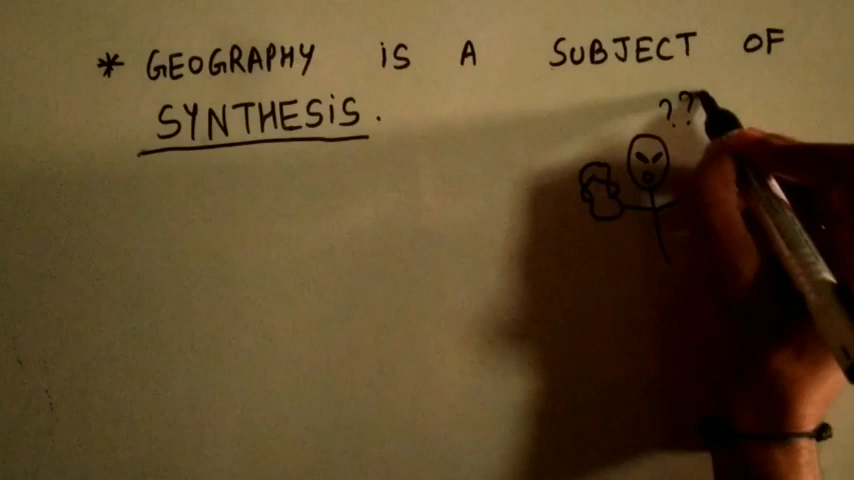 * GEOGRAPHY iS A SUBJECT OF
SYNTHESiS.
??